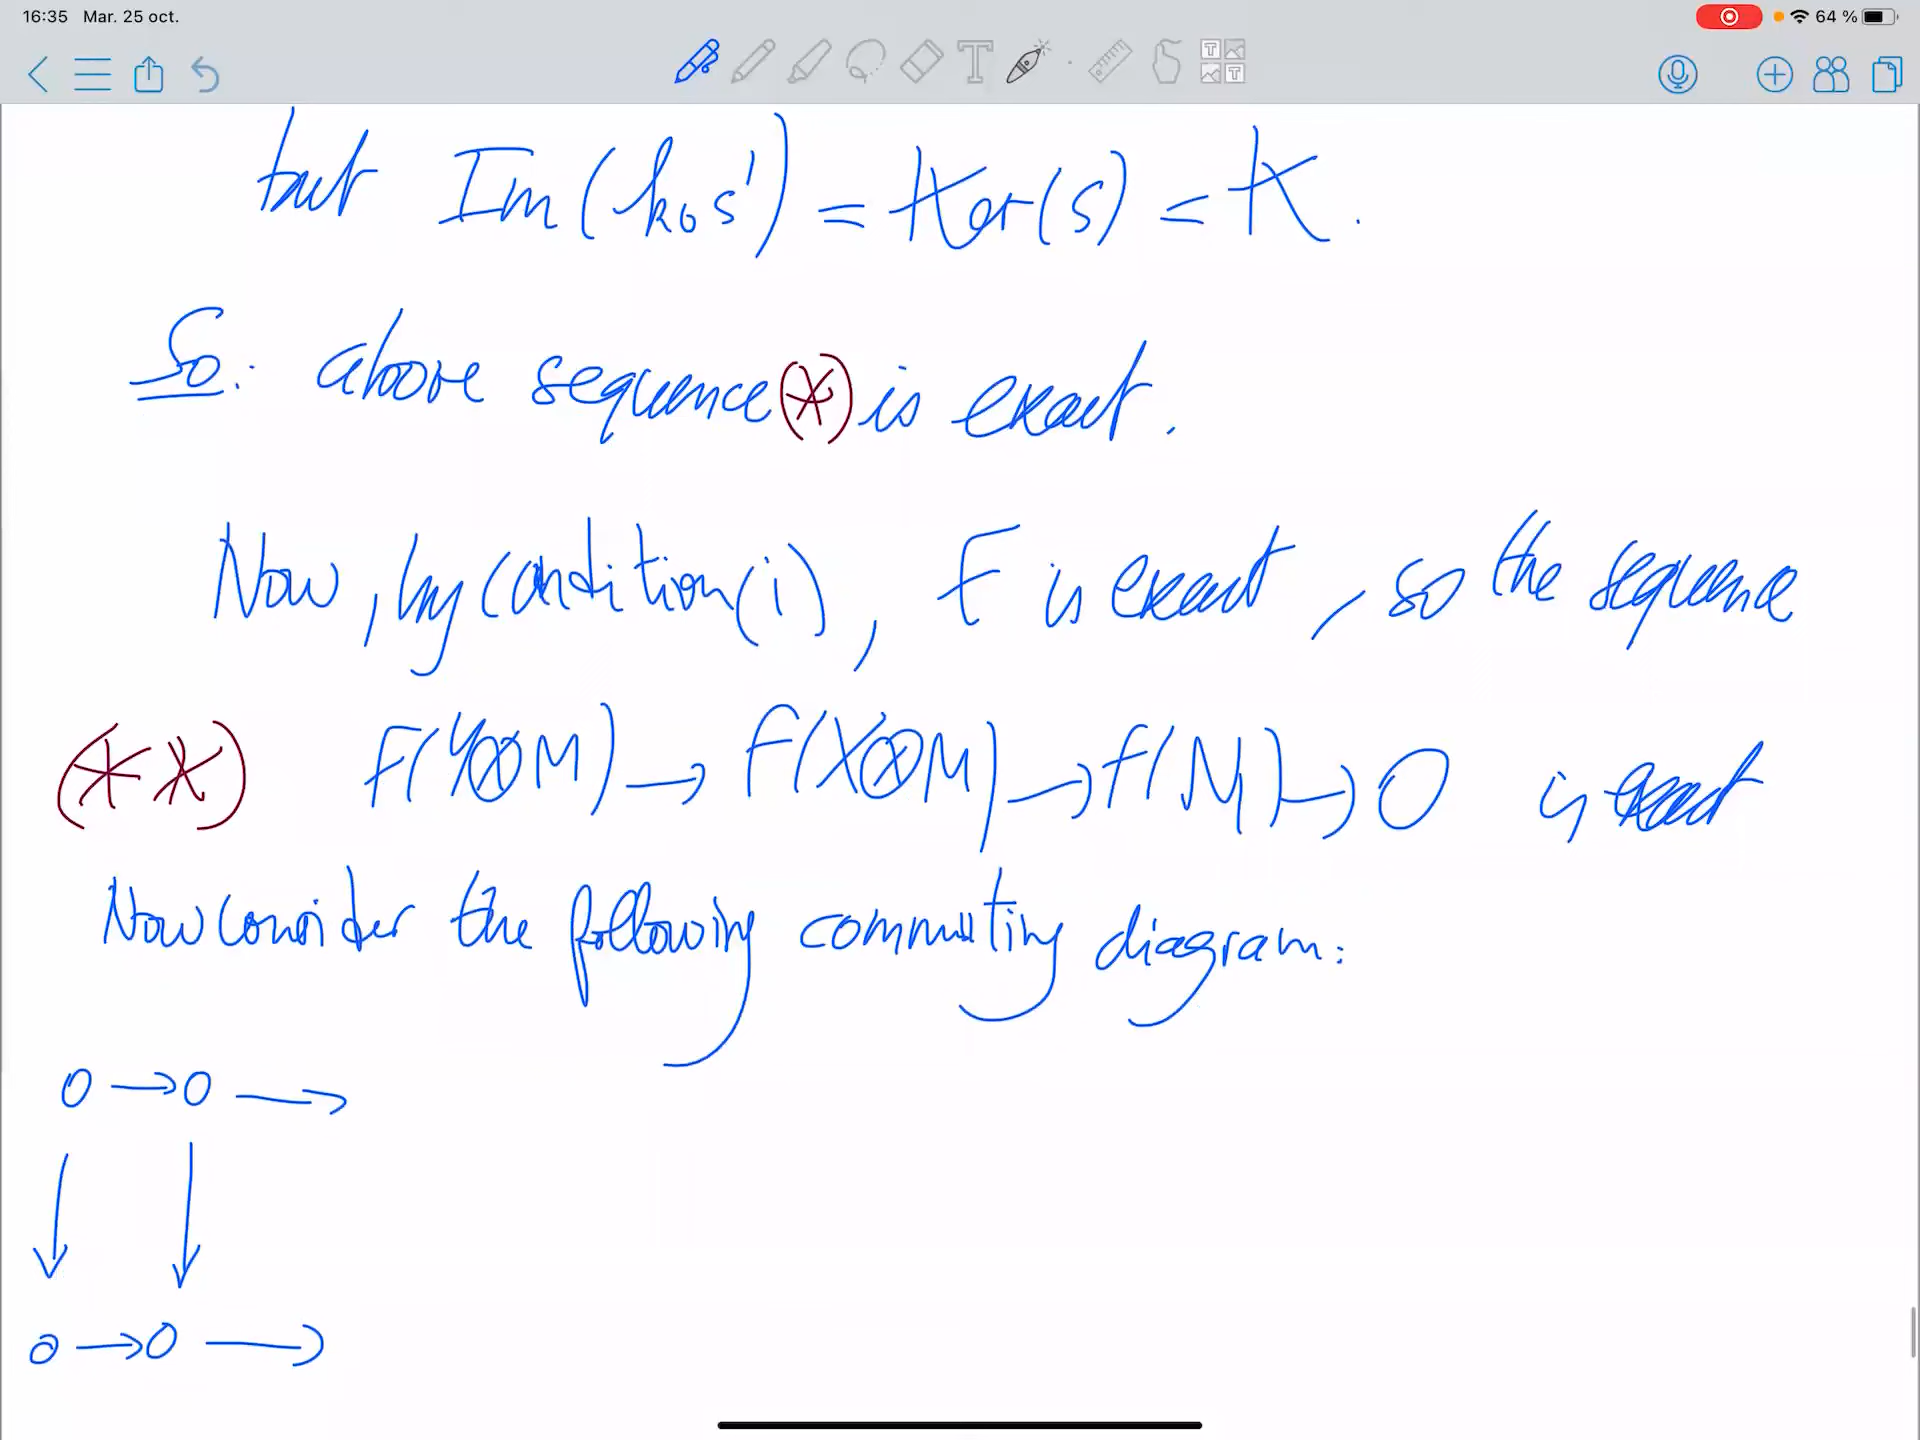 16:35 Mar. 25 oct. 64 %
but Im(k∘s') = Ker(s) = K.
So: above sequence (*) is exact.
Now, by condition (i), F is exact, so the sequence
(**) F(Y⊗M) → F(X⊗M) → F(M) → 0 is exact
Now consider the following commuting diagram:
0 → 0 →
0 → 0 →